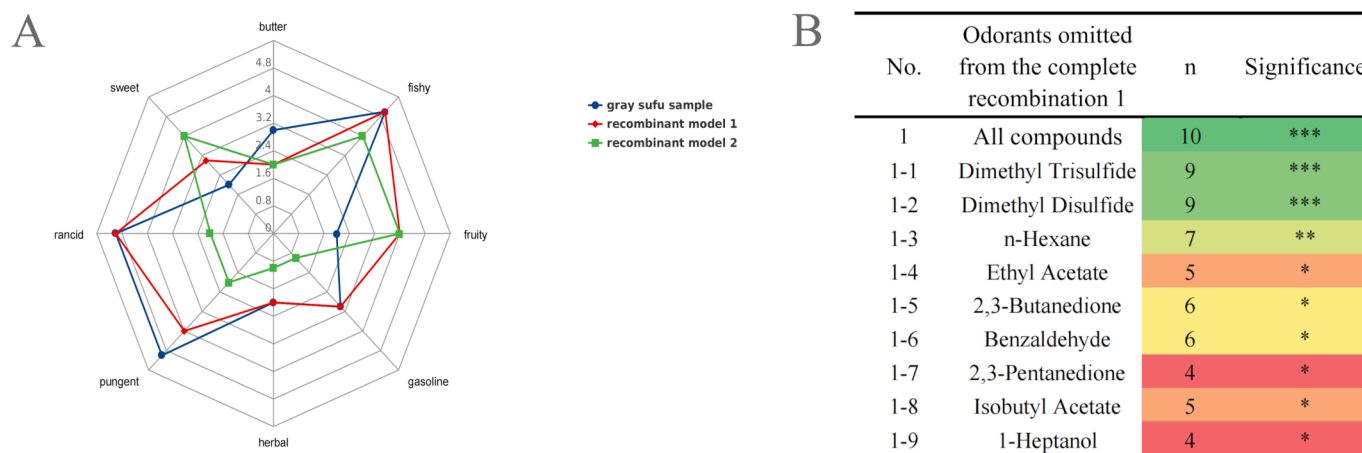 A
butter
4.8
4
3.2
2.4
1.6
0.8
0
sweet
fishy
rancid
fruity
pungent
gasoline
herbal
gray sufu sample
recombinant model 1
recombinant model 2
B
No.
Odorants omitted
from the complete
recombination 1
n
Significance
1 All compounds 10 ***
1-1 Dimethyl Trisulfide 9 ***
1-2 Dimethyl Disulfide 9 ***
1-3 n-Hexane 7 **
1-4 Ethyl Acetate 5 *
1-5 2,3-Butanedione 6 *
1-6 Benzaldehyde 6 *
1-7 2,3-Pentanedione 4 *
1-8 Isobutyl Acetate 5 *
1-9 1-Heptanol 4 *